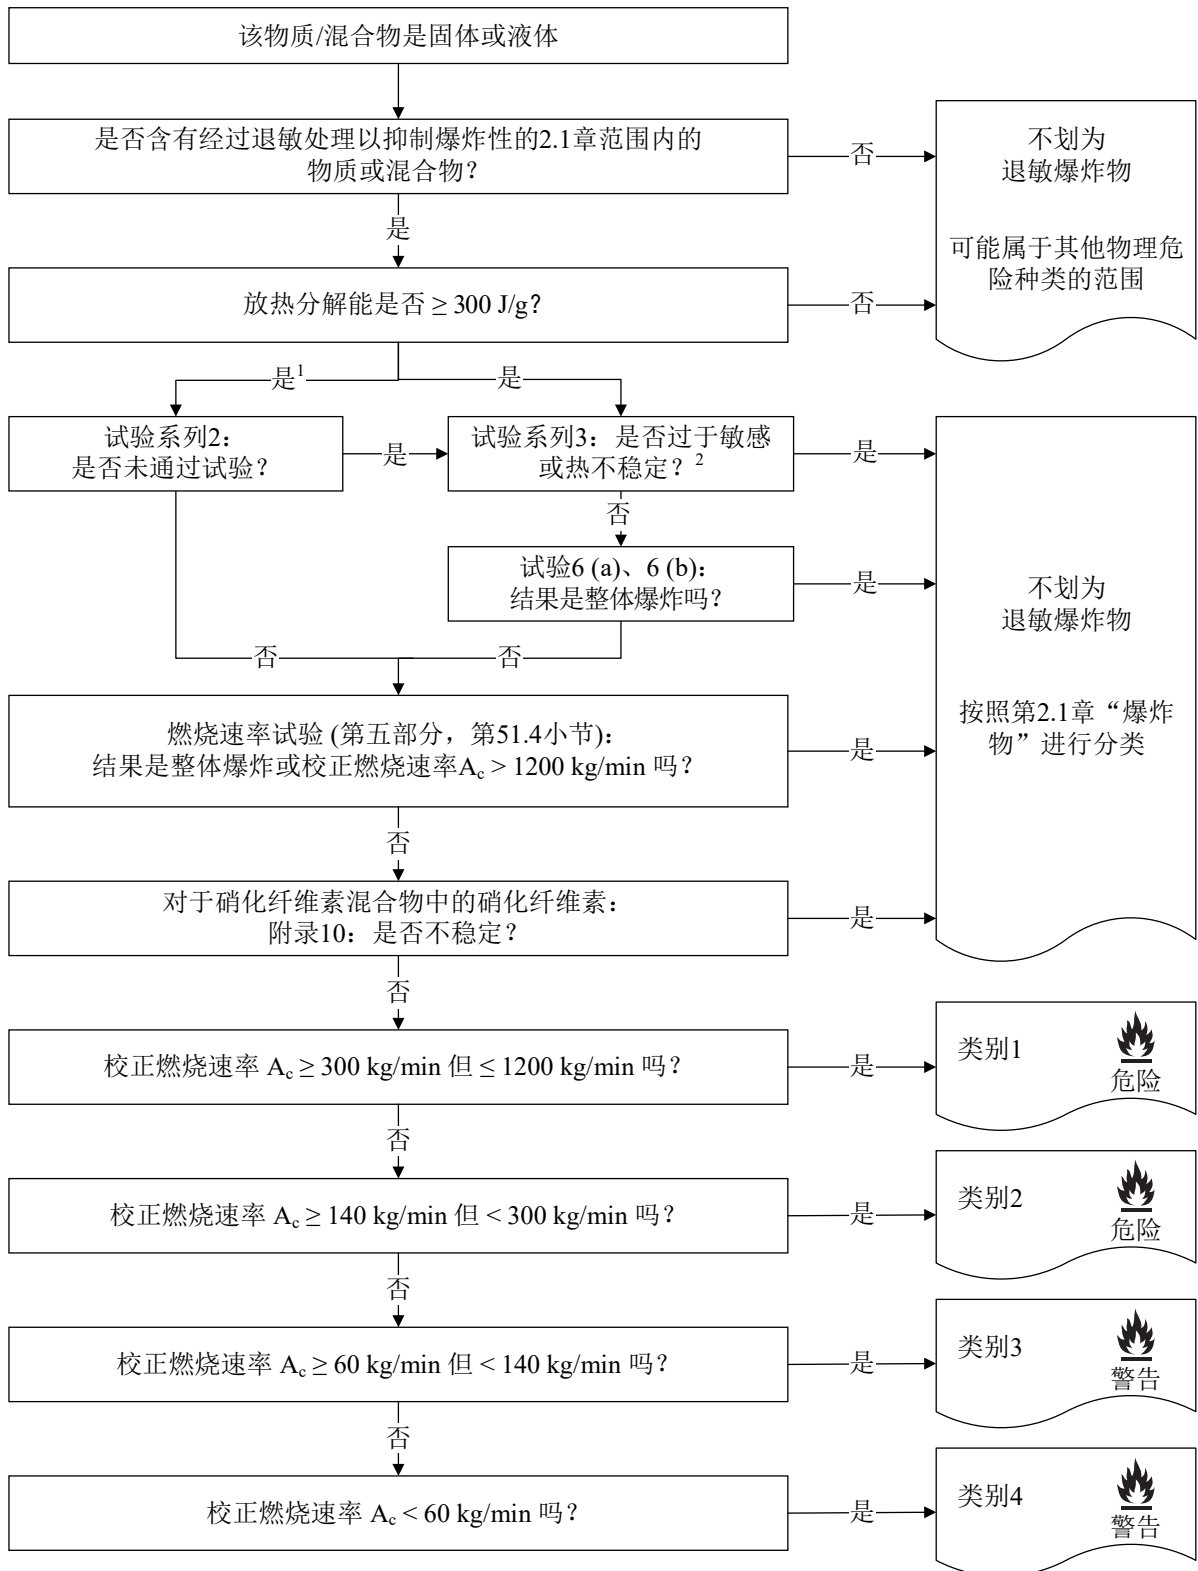 该物质/混合物是固体或液体
是否含有经过退敏处理以抑制爆炸性的2.1章范围内的
物质或混合物？
否
不划为
退敏爆炸物
可能属于其他物理危
险种类的范围
是
放热分解能是否 ≥ 300 J/g？
否
是¹
是
试验系列2：
是否未通过试验？
是
试验系列3：是否过于敏感
或热不稳定？²
是
否
试验6 (a)、6 (b)：
结果是整体爆炸吗？
是
不划为
退敏爆炸物
按照第2.1章“爆炸
物”进行分类
否
否
燃烧速率试验 (第五部分，第51.4小节)：
结果是整体爆炸或校正燃烧速率A_c > 1200 kg/min 吗？
是
否
对于硝化纤维素混合物中的硝化纤维素：
附录10：是否不稳定？
是
否
校正燃烧速率 A_c ≥ 300 kg/min 但 ≤ 1200 kg/min 吗？
是
类别1
危险
否
校正燃烧速率 A_c ≥ 140 kg/min 但 < 300 kg/min 吗？
是
类别2
危险
否
校正燃烧速率 A_c ≥ 60 kg/min 但 < 140 kg/min 吗？
是
类别3
警告
否
校正燃烧速率 A_c < 60 kg/min 吗？
是
类别4
警告